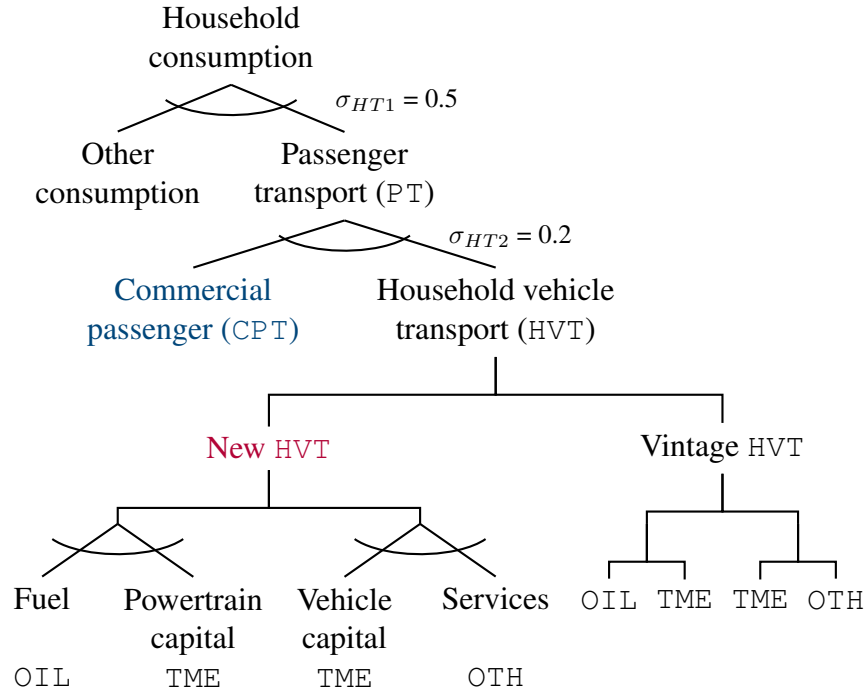 Household
consumption
σHT1 = 0.5
Other
consumption
Passenger
transport (PT)
σHT2 = 0.2
Commercial
passenger (CPT)
Household vehicle
transport (HVT)
New HVT
Vintage HVT
Fuel
Powertrain
capital
Vehicle
capital
Services
OIL TME TME OTH
OIL TME TME OTH